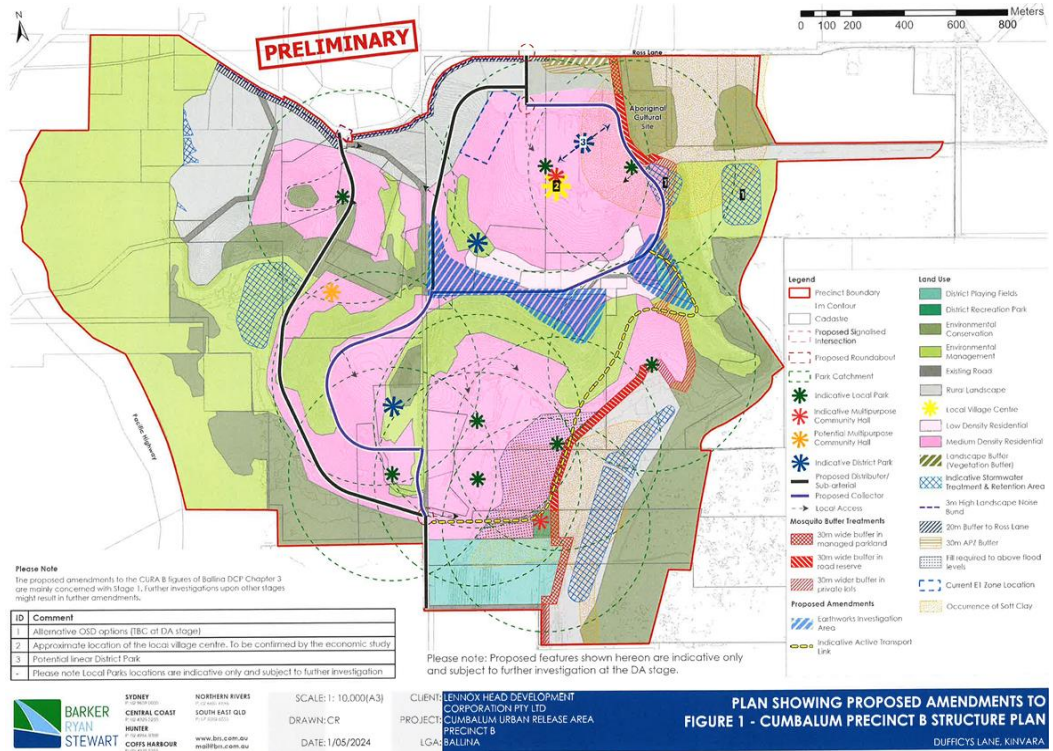 N
Meters
0 100 200 400 600 800
PRELIMINARY
Ross Lane
Aboriginal
Cultural
Site
3
2
1
1
Pacific Highway
Legend
Precinct Boundary
1m Contour
Cadastre
Proposed Signalised
Intersection
Proposed Roundabout
Park Catchment
Indicative Local Park
Indicative Multipurpose
Community Hall
Potential Multipurpose
Community Hall
Indicative District Park
Proposed Distributer/
Sub arterial
Proposed Collector
Local Access
Mosquito Buffer Treatments
30m wide buffer in
managed parkland
30m wide buffer in
road reserve
30m wider buffer in
private lots
Proposed Amendments
Earthworks Investigation
Area
Indicative Active Transport
Link
Land Use
District Playing Fields
District Recreation Park
Environmental
Conservation
Environmental
Management
Existing Road
Rural Landscape
Local Village Centre
Low Density Residential
Medium Density Residential
Landscape Buffer
(Vegetation Buffer)
Indicative Stormwater
Treatment & Retention Area
3m High Landscape Noise
Bund
20m Buffer to Ross Lane
30m APZ Buffer
Fill required to above flood
levels
Current E1 Zone Location
Occurrence of Soft Clay
Please Note
The proposed amendments to the CURA B figures of Ballina DCP Chapter 3
are mainly concerned with Stage 1. Further investigations upon other stages
might result in further amendments.
ID Comment
1 Alternative OSD options (TBC at DA stage)
2 Approximate location of the local village centre. To be confirmed by the economic study
3 Potential linear District Park
- Please note Local Parks locations are indicative only and subject to further investigation
Please note: Proposed features shown hereon are indicative only
and subject to further investigation at the DA stage.
BARKER
RYAN
STEWART
SYDNEY
CENTRAL COAST
HUNTER
COFFS HARBOUR
NORTHERN RIVERS
SOUTH EAST QLD
www.brs.com.au
mail@brs.com.au
SCALE: 1: 10,000(A3)
DRAWN: CR
DATE: 1/05/2024
CLIENT: LENNOX HEAD DEVELOPMENT
CORPORATION PTY LTD
PROJECT: CUMBALUM URBAN RELEASE AREA
PRECINCT B
LGA: BALLINA
PLAN SHOWING PROPOSED AMENDMENTS TO
FIGURE 1 - CUMBALUM PRECINCT B STRUCTURE PLAN
DUFFICYS LANE, KINVARA